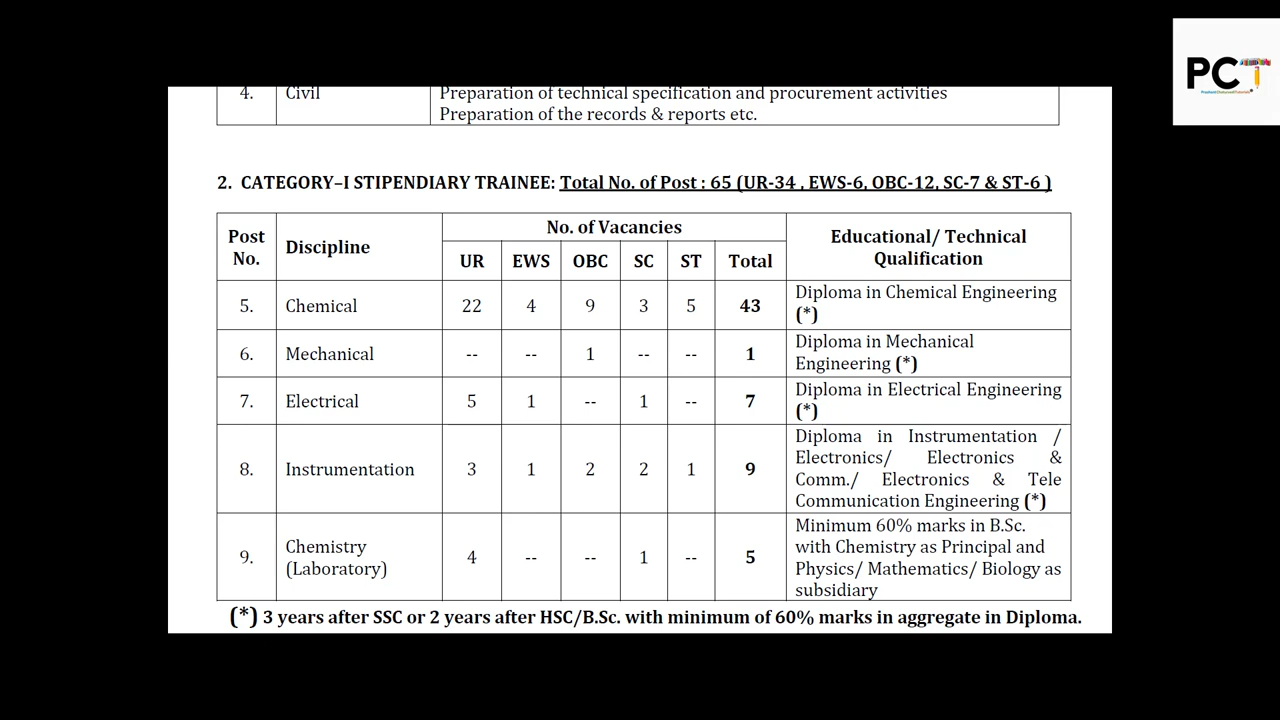 PCT
4. Civil Preparation of technical specification and procurement activities
Preparation of the records & reports etc.
2. CATEGORY–I STIPENDIARY TRAINEE: Total No. of Post : 65 (UR-34 , EWS-6, OBC-12, SC-7 & ST-6 )
Post No. Discipline No. of Vacancies Educational/ Technical Qualification
UR EWS OBC SC ST Total
5. Chemical 22 4 9 3 5 43 Diploma in Chemical Engineering
(*)
6. Mechanical -- -- 1 -- -- 1 Diploma in Mechanical
Engineering (*)
7. Electrical 5 1 -- 1 -- 7 Diploma in Electrical Engineering
(*)
8. Instrumentation 3 1 2 2 1 9 Diploma in Instrumentation /
Electronics/ Electronics &
Comm./ Electronics & Tele
Communication Engineering (*)
9. Chemistry (Laboratory) 4 -- -- 1 -- 5 Minimum 60% marks in B.Sc.
with Chemistry as Principal and
Physics/ Mathematics/ Biology as
subsidiary
(*) 3 years after SSC or 2 years after HSC/B.Sc. with minimum of 60% marks in aggregate in Diploma.